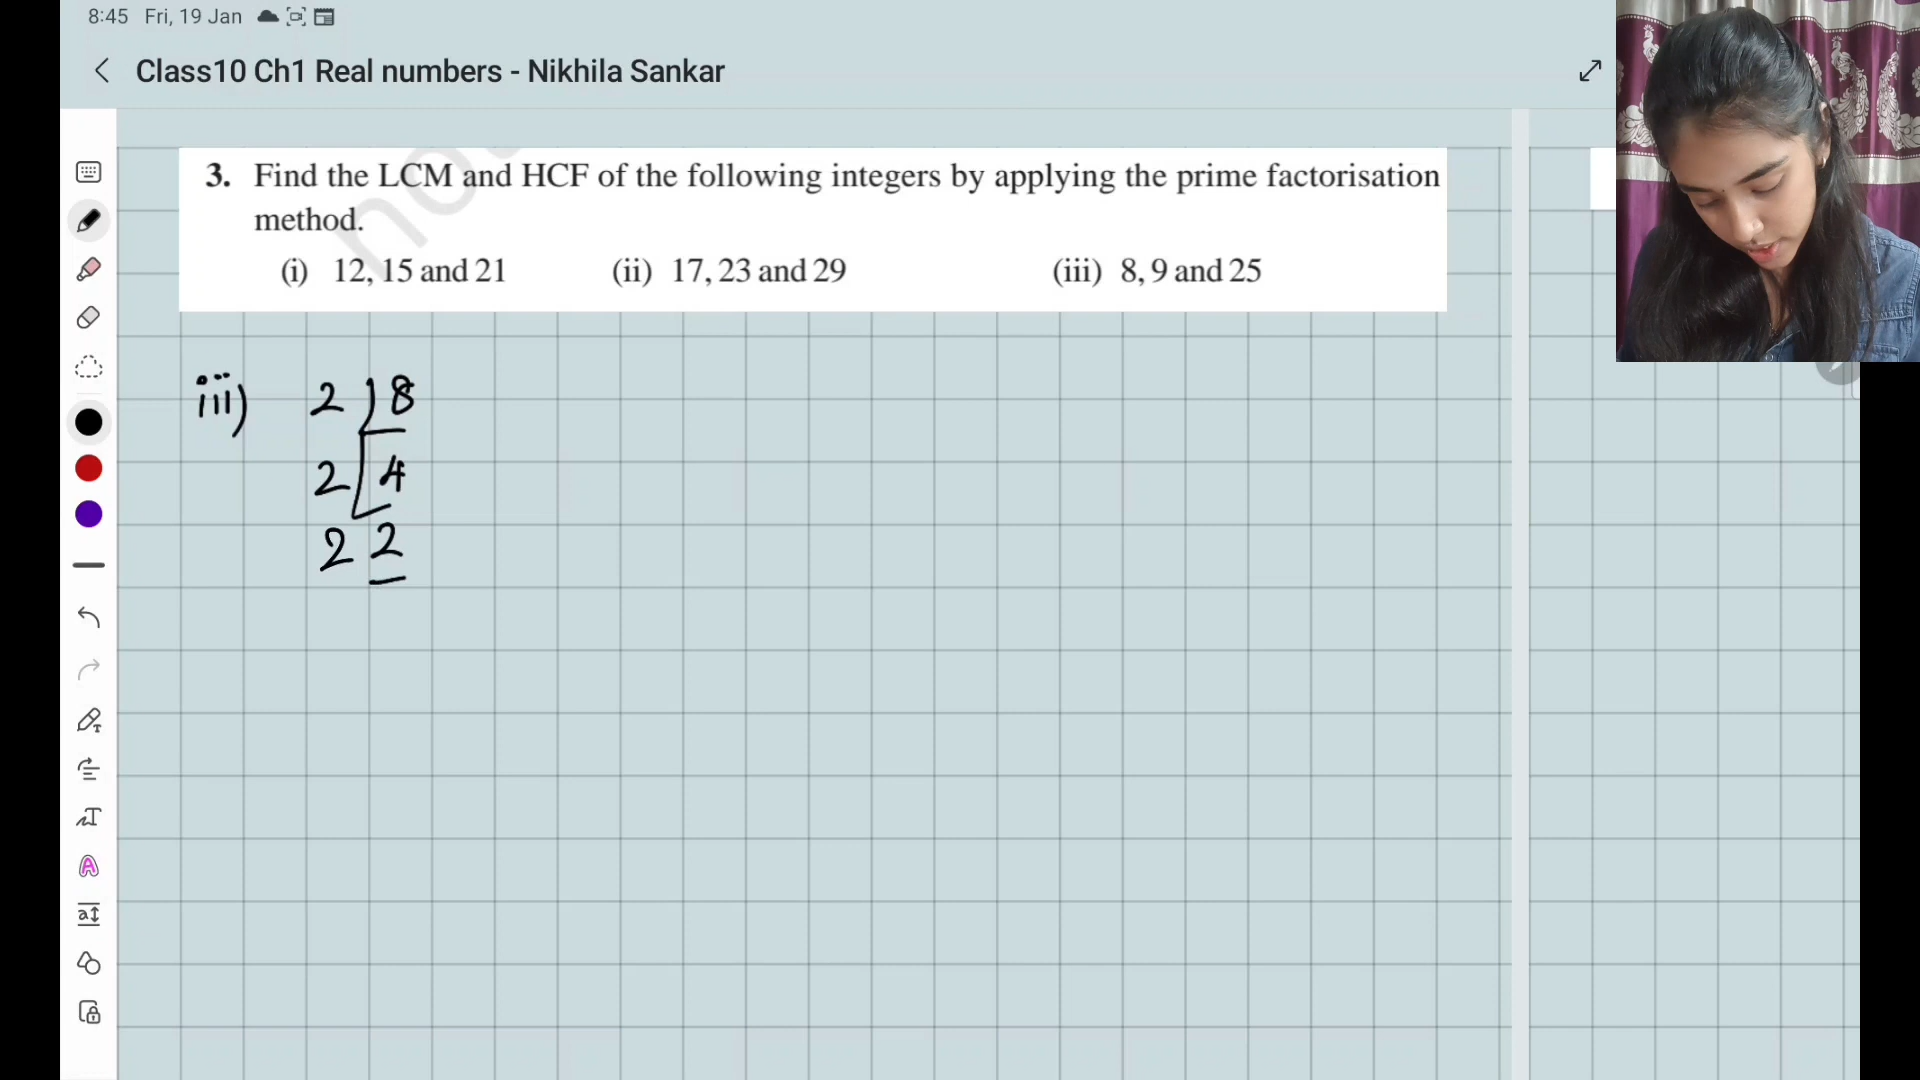 8:45 Fri, 19 Jan
Class10 Ch1 Real numbers - Nikhila Sankar
3. Find the LCM and HCF of the following integers by applying the prime factorisation
method.
(i) 12, 15 and 21 (ii) 17, 23 and 29 (iii) 8, 9 and 25
iii) 2 8
2 4
2 2